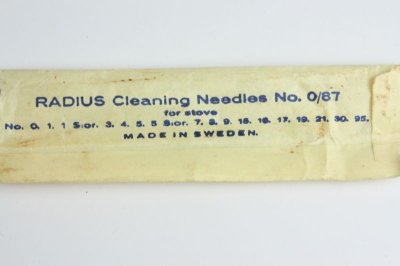 RADIUS Cleaning Needles No. 0/87
for stove
No. 0. 1. 1 S:or. 3. 4. 5. 5 S:or. 7. 8. 9. 15. 16. 17. 19. 21. 30. 95.
MADE IN SWEDEN.